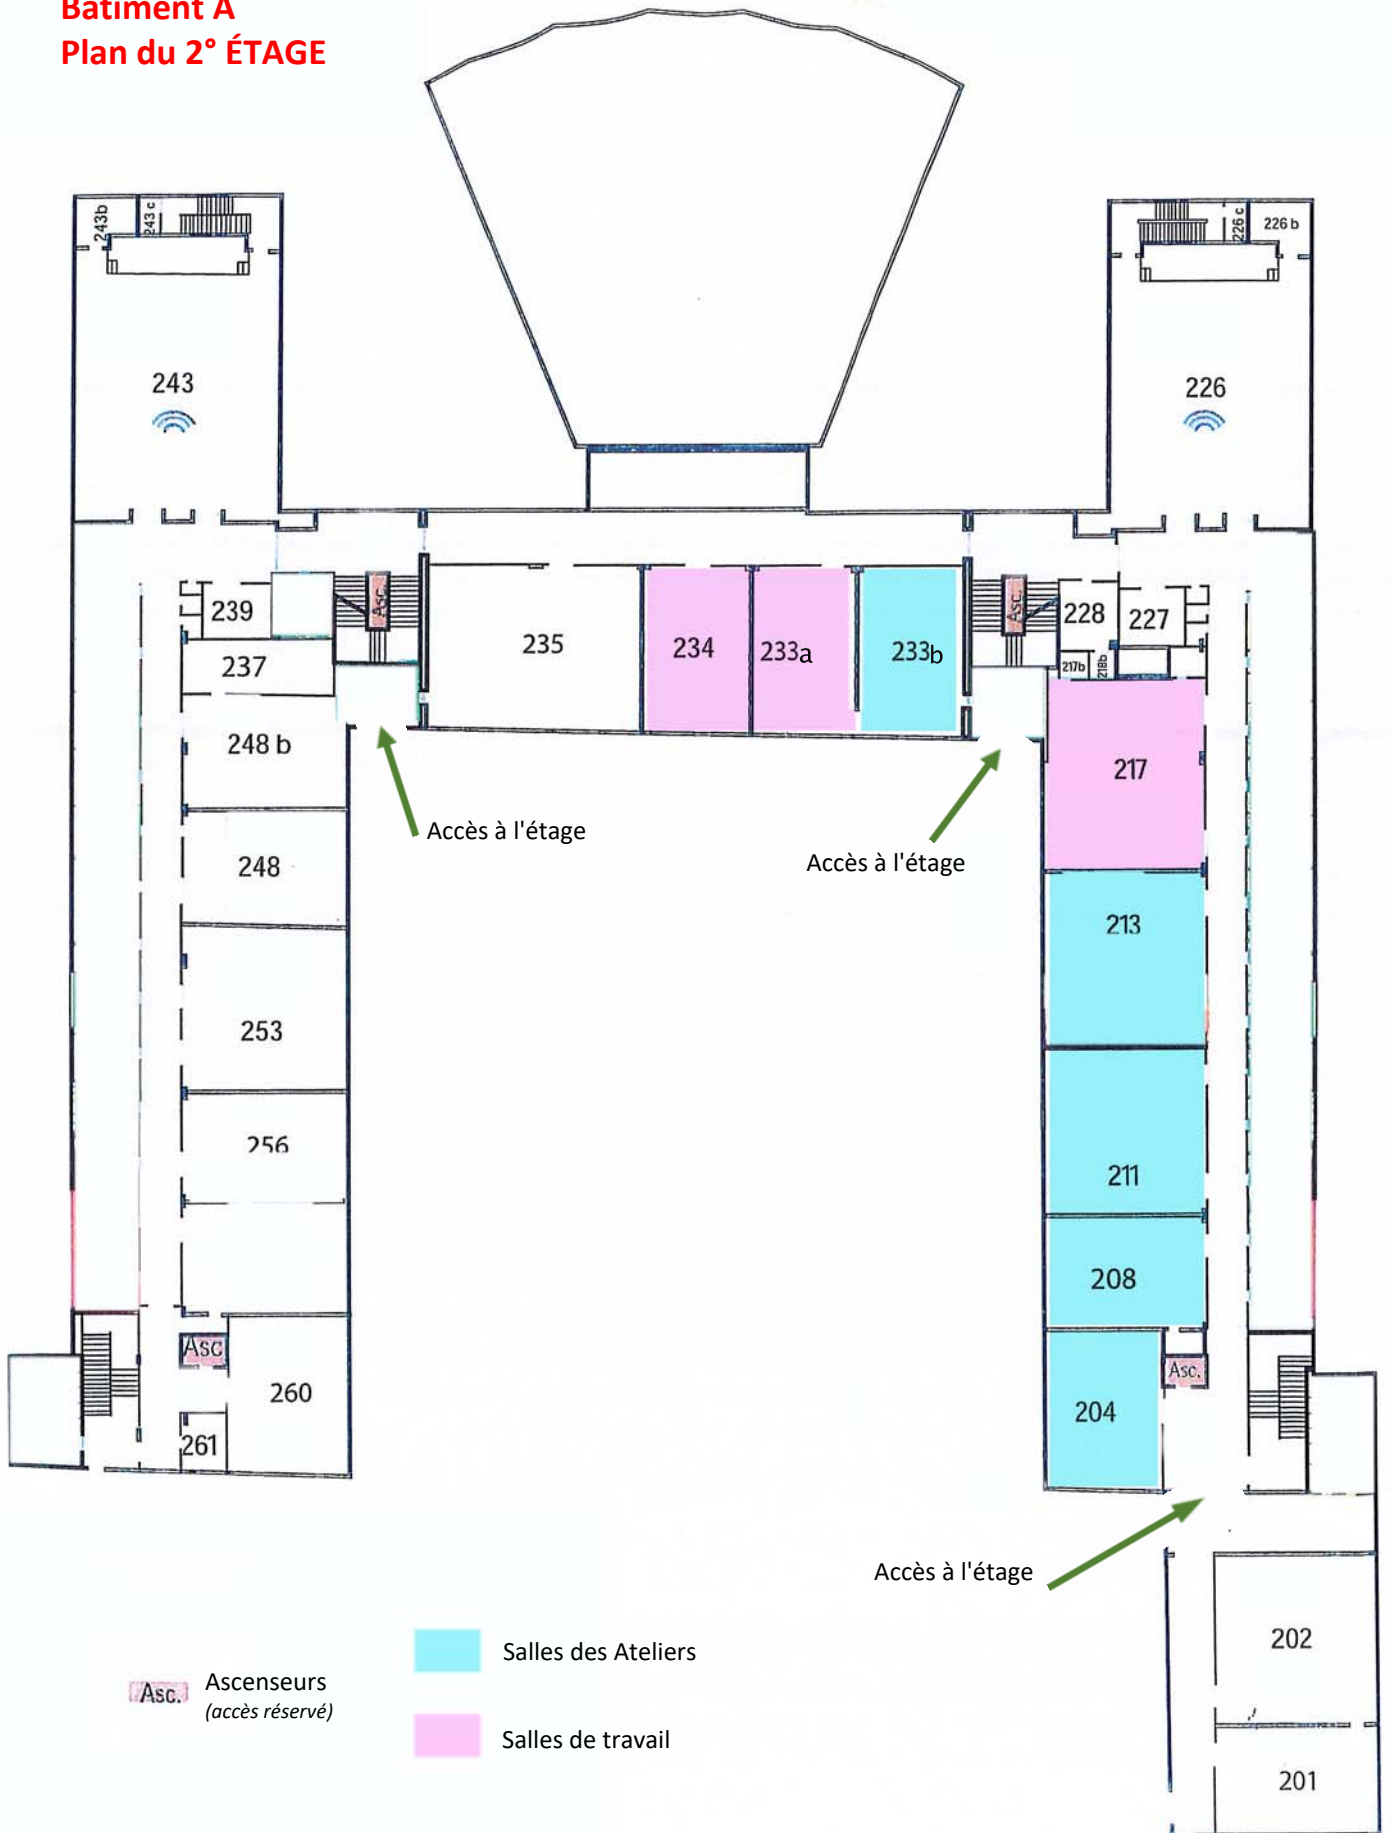 Bâtiment A
Plan du 2° ÉTAGE
243b
243 c
226 c
226 b
243
226
239
Asc.
235
234
233a
233b
Asc.
228
227
237
217b
218b
248 b
217
Accès à l'étage
Accès à l'étage
248
213
253
256
211
208
Asc
260
261
Asc.
204
Accès à l'étage
202
201
Asc.
Ascenseurs
(accès réservé)
Salles des Ateliers
Salles de travail